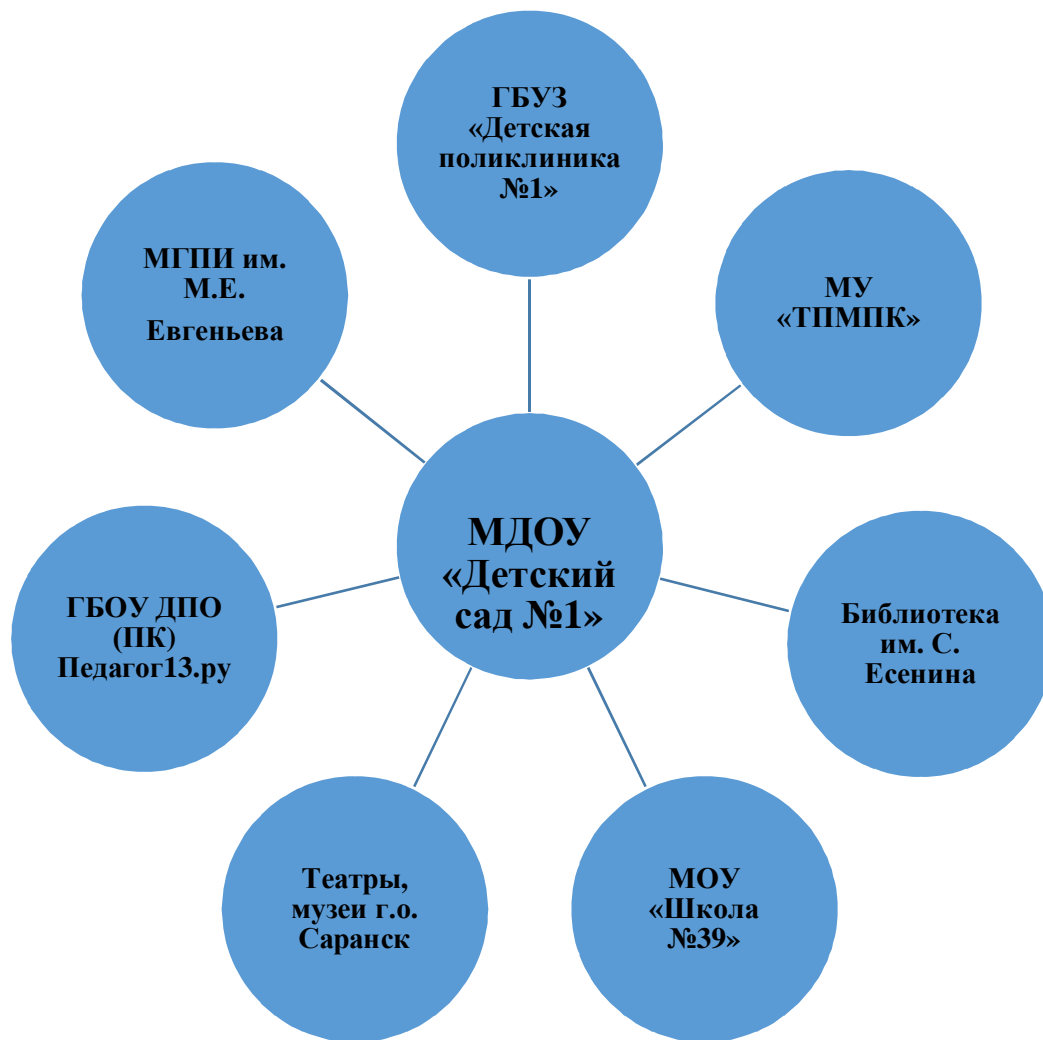 ГБУЗ
«Детская
поликлиника
№1»
МГПИ им.
М.Е.
Евгеньева
МУ
«ТПМПК»
МДОУ
«Детский
сад №1»
ГБОУ ДПО
(ПК)
Педагог13.ру
Библиотека
им. С.
Есенина
Театры,
музеи г.о.
Саранск
МОУ
«Школа
№39»